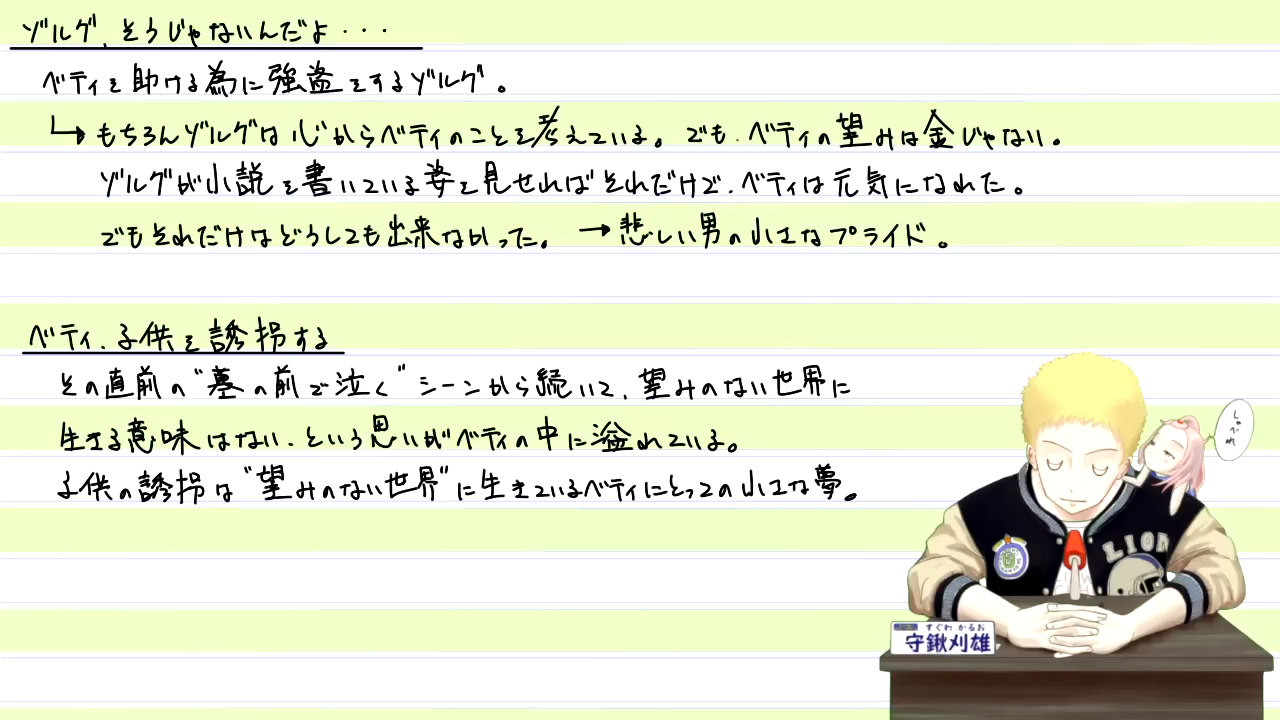 ゾルグ、そうじゃないんだよ・・・
ベティを助ける為に強盗をするゾルグ。
↳もちろんゾルグは心からベティのことを考えている。でも、ベティの望みは金じゃない。
ゾルグが小説を書いている姿を見せればそれだけで、ベティは元気になれた。
でもそれだけはどうしても出来なかった。→悲しい男の小さなプライド。
ベティ、子供を誘拐する
その直前の“墓の前で泣く”シーンから続いて、望みのない世界に
生きる意味はない、という思いがベティの中に溢れている。
子供の誘拐は“望みのない世界”に生きているベティにとっての小さな夢。
しゃべれ
LION
すぐわ かるお
守鍬刈雄